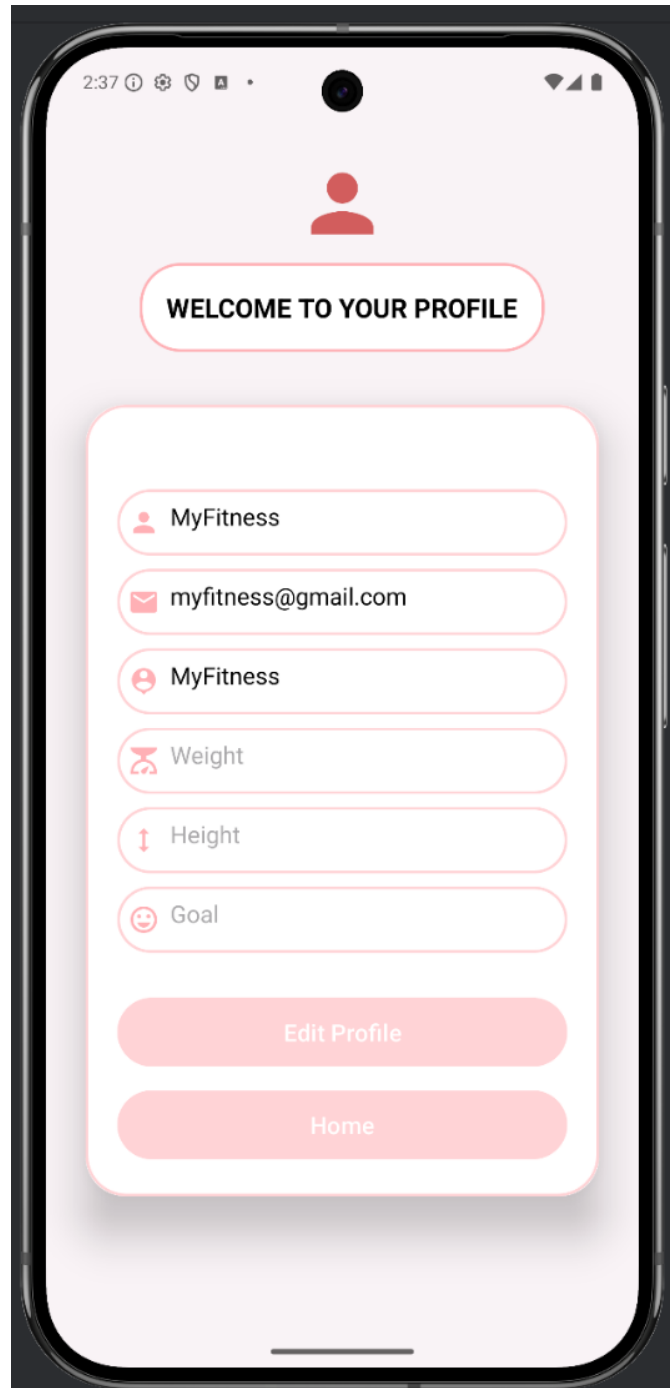 2:37
WELCOME TO YOUR PROFILE
MyFitness
myfitness@gmail.com
MyFitness
Weight
Height
Goal
Edit Profile
Home